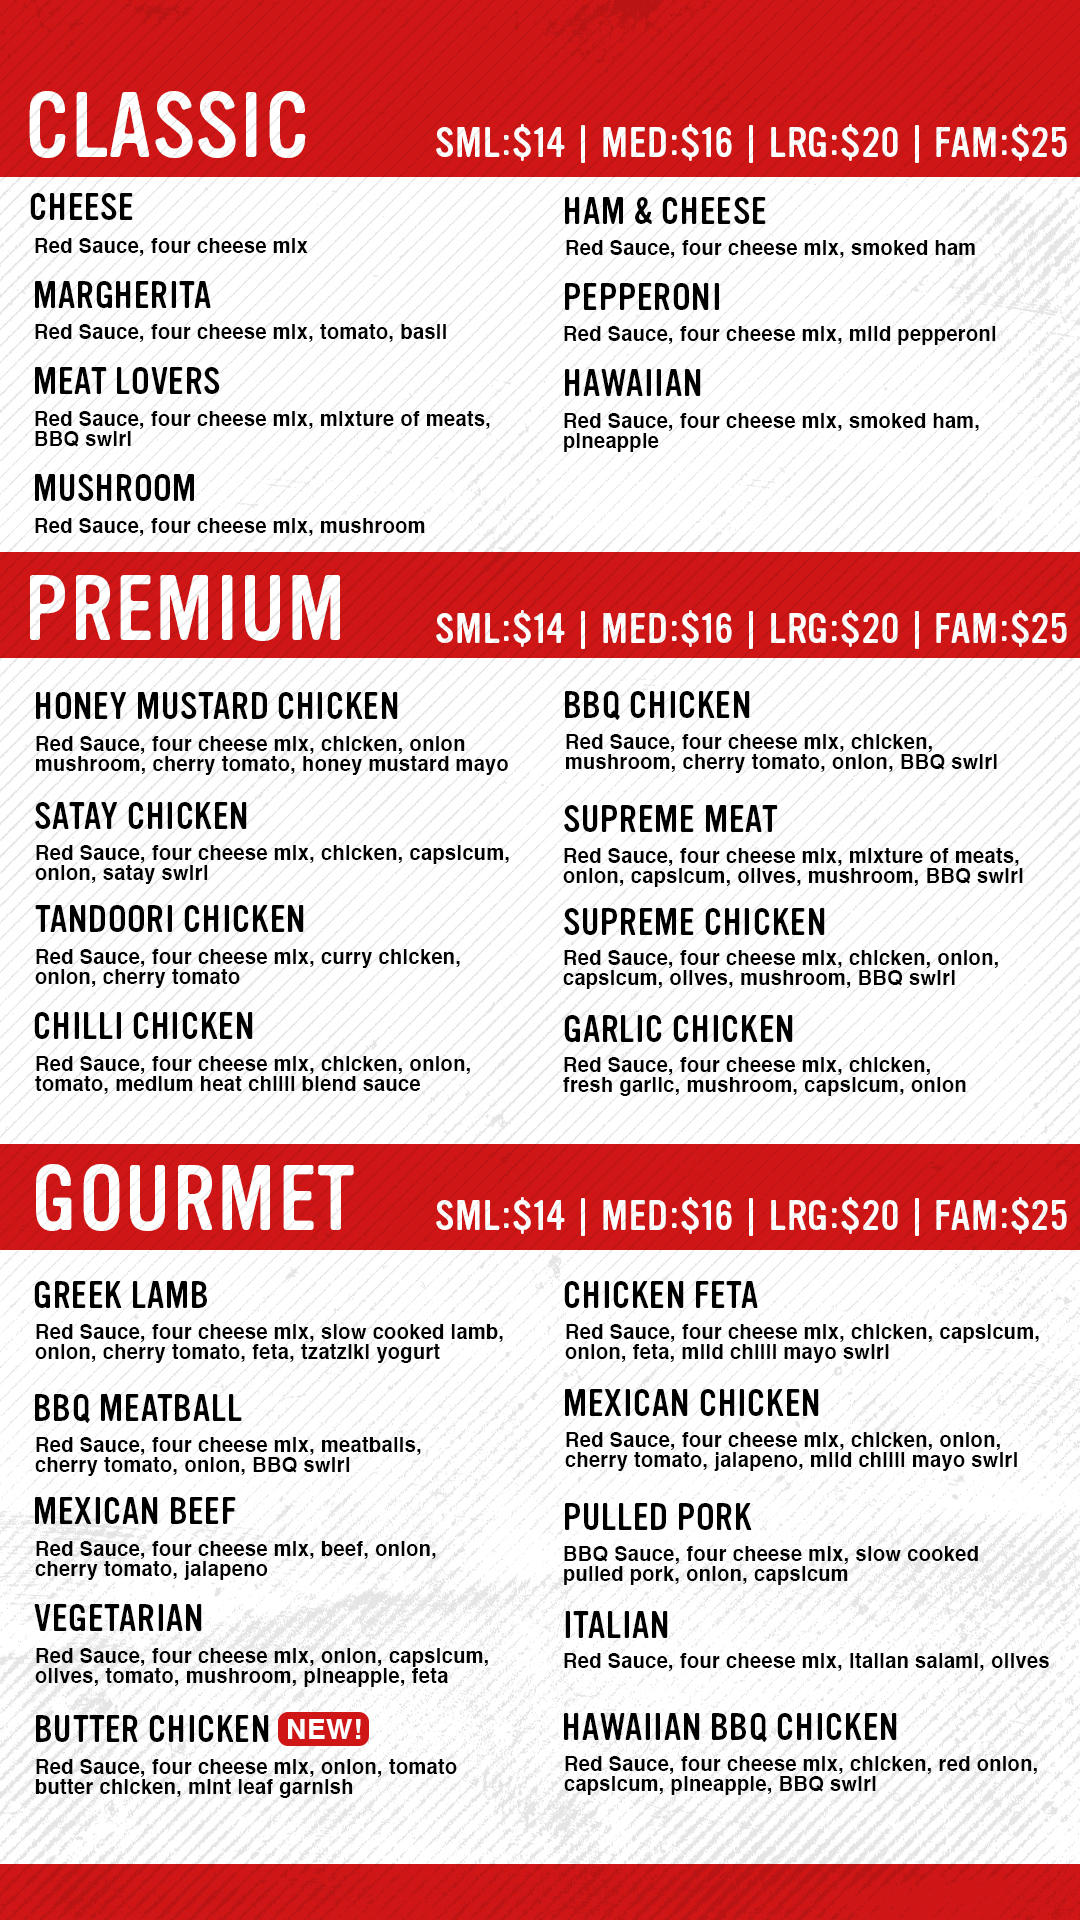 CLASSIC
SML:$14 | MED:$16 | LRG:$20 | FAM:$25
CHEESE
Red Sauce, four cheese mix
MARGHERITA
Red Sauce, four cheese mix, tomato, basil
MEAT LOVERS
Red Sauce, four cheese mix, mixture of meats,
BBQ swirl
MUSHROOM
Red Sauce, four cheese mix, mushroom
HAM & CHEESE
Red Sauce, four cheese mix, smoked ham
PEPPERONI
Red Sauce, four cheese mix, mild pepperoni
HAWAIIAN
Red Sauce, four cheese mix, smoked ham,
pineapple
PREMIUM
SML:$14 | MED:$16 | LRG:$20 | FAM:$25
HONEY MUSTARD CHICKEN
Red Sauce, four cheese mix, chicken, onion
mushroom, cherry tomato, honey mustard mayo
SATAY CHICKEN
Red Sauce, four cheese mix, chicken, capsicum,
onion, satay swirl
TANDOORI CHICKEN
Red Sauce, four cheese mix, curry chicken,
onion, cherry tomato
CHILLI CHICKEN
Red Sauce, four cheese mix, chicken, onion,
tomato, medium heat chilli blend sauce
BBQ CHICKEN
Red Sauce, four cheese mix, chicken,
mushroom, cherry tomato, onion, BBQ swirl
SUPREME MEAT
Red Sauce, four cheese mix, mixture of meats,
onion, capsicum, olives, mushroom, BBQ swirl
SUPREME CHICKEN
Red Sauce, four cheese mix, chicken, onion,
capsicum, olives, mushroom, BBQ swirl
GARLIC CHICKEN
Red Sauce, four cheese mix, chicken,
fresh garlic, mushroom, capsicum, onion
GOURMET
SML:$14 | MED:$16 | LRG:$20 | FAM:$25
GREEK LAMB
Red Sauce, four cheese mix, slow cooked lamb,
onion, cherry tomato, feta, tzatziki yogurt
BBQ MEATBALL
Red Sauce, four cheese mix, meatballs,
cherry tomato, onion, BBQ swirl
MEXICAN BEEF
Red Sauce, four cheese mix, beef, onion,
cherry tomato, jalapeno
VEGETARIAN
Red Sauce, four cheese mix, onion, capsicum,
olives, tomato, mushroom, pineapple, feta
BUTTER CHICKEN NEW!
Red Sauce, four cheese mix, onion, tomato
butter chicken, mint leaf garnish
CHICKEN FETA
Red Sauce, four cheese mix, chicken, capsicum,
onion, feta, mild chilli mayo swirl
MEXICAN CHICKEN
Red Sauce, four cheese mix, chicken, onion,
cherry tomato, jalapeno, mild chilli mayo swirl
PULLED PORK
BBQ Sauce, four cheese mix, slow cooked
pulled pork, onion, capsicum
ITALIAN
Red Sauce, four cheese mix, Italian salami, olives
HAWAIIAN BBQ CHICKEN
Red Sauce, four cheese mix, chicken, red onion,
capsicum, pineapple, BBQ swirl